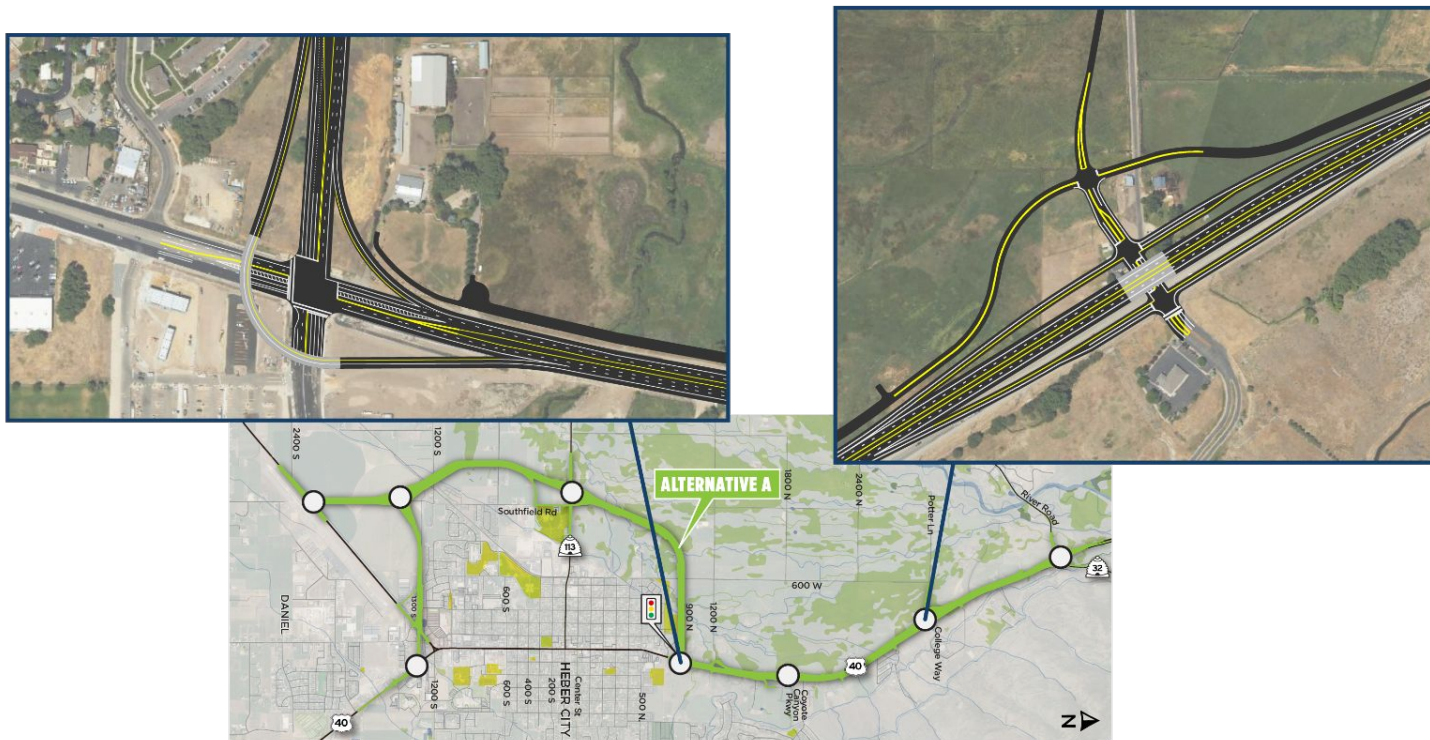 ALTERNATIVE A
2400 S
1200 S
Southfield Rd
113
1800 N
2400 N
Potter Ln
River Road
32
600 W
900 N
1200 N
600 S
1300 S
DANIEL
College Way
40
Coyote
Canyon
Pkwy
500 N
Center St
HEBER CITY
200 S
400 S
600 S
1200 S
40
N